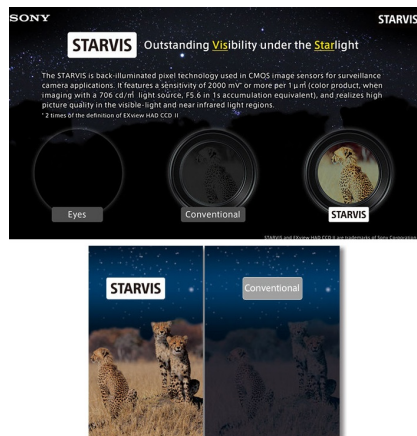 SONY
STARVIS
STARVIS Outstanding Visibility under the Starlight
The STARVIS is back-illuminated pixel technology used in CMOS image sensors for surveillance
camera applications. It features a sensitivity of 2000 mV* or more per 1 μ㎡ (color product, when
imaging with a 706 cd/㎡ light source, F5.6 in 1s accumulation equivalent), and realizes high
picture quality in the visible-light and near infrared light regions.
* 2 times of the definition of EXview HAD CCD II
Eyes
Conventional
STARVIS
STARVIS and EXview HAD CCD II are trademarks of Sony Corporation
STARVIS
Conventional